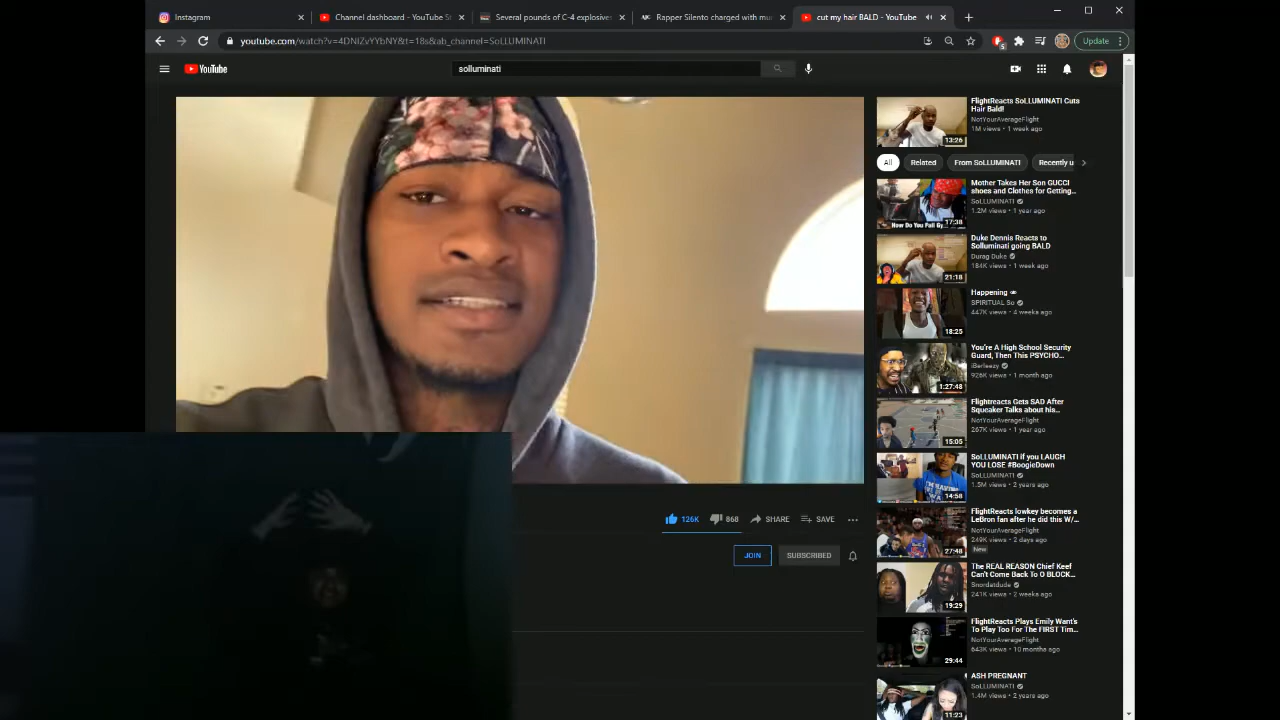 Instagram
Channel dashboard - YouTube St
Several pounds of C-4 explosive
Rapper Silento charged with mu
cut my hair BALD - YouTube
youtube.com/watch?v=4DNIZvYYbNY&t=18s&ab_channel=SoLLUMINATI
Update
YouTube
solluminati
FlightReacts SoLLUMINATI Cuts
Hair Bald!
NotYourAverageFlight
1M views • 1 week ago
13:26
All
Related
From SoLLUMINATI
Recently u
Mother Takes Her Son GUCCI
shoes and Clothes for Getting...
SoLLUMINATI
1.2M views • 1 year ago
How Do You Fail Gy
17:38
Duke Dennis Reacts to
Solluminati going BALD
Durag Duke
184K views • 1 week ago
21:18
Happening
SPIRITUAL So
447K views • 4 weeks ago
18:25
You're A High School Security
Guard, Then This PSYCHO...
iBerleezy
926K views • 1 month ago
1:27:48
Flightreacts Gets SAD After
Squeaker Talks about his...
NotYourAverageFlight
267K views • 1 year ago
15:05
SoLLUMINATI if you LAUGH
YOU LOSE #BoogieDown
SoLLUMINATI
1.5M views • 2 years ago
14:58
FlightReacts lowkey becomes a
LeBron fan after he did this W/...
NotYourAverageFlight
249K views • 2 days ago
New
27:48
The REAL REASON Chief Keef
Can't Come Back To O BLOCK...
Snondatdude
241K views • 2 weeks ago
19:29
FlightReacts Plays Emily Want's
To Play Too For The FIRST Tim...
NotYourAverageFlight
643K views • 10 months ago
29:44
ASH PREGNANT
SoLLUMINATI
1.4M views • 2 years ago
11:23
126K
868
SHARE
SAVE
JOIN
SUBSCRIBED